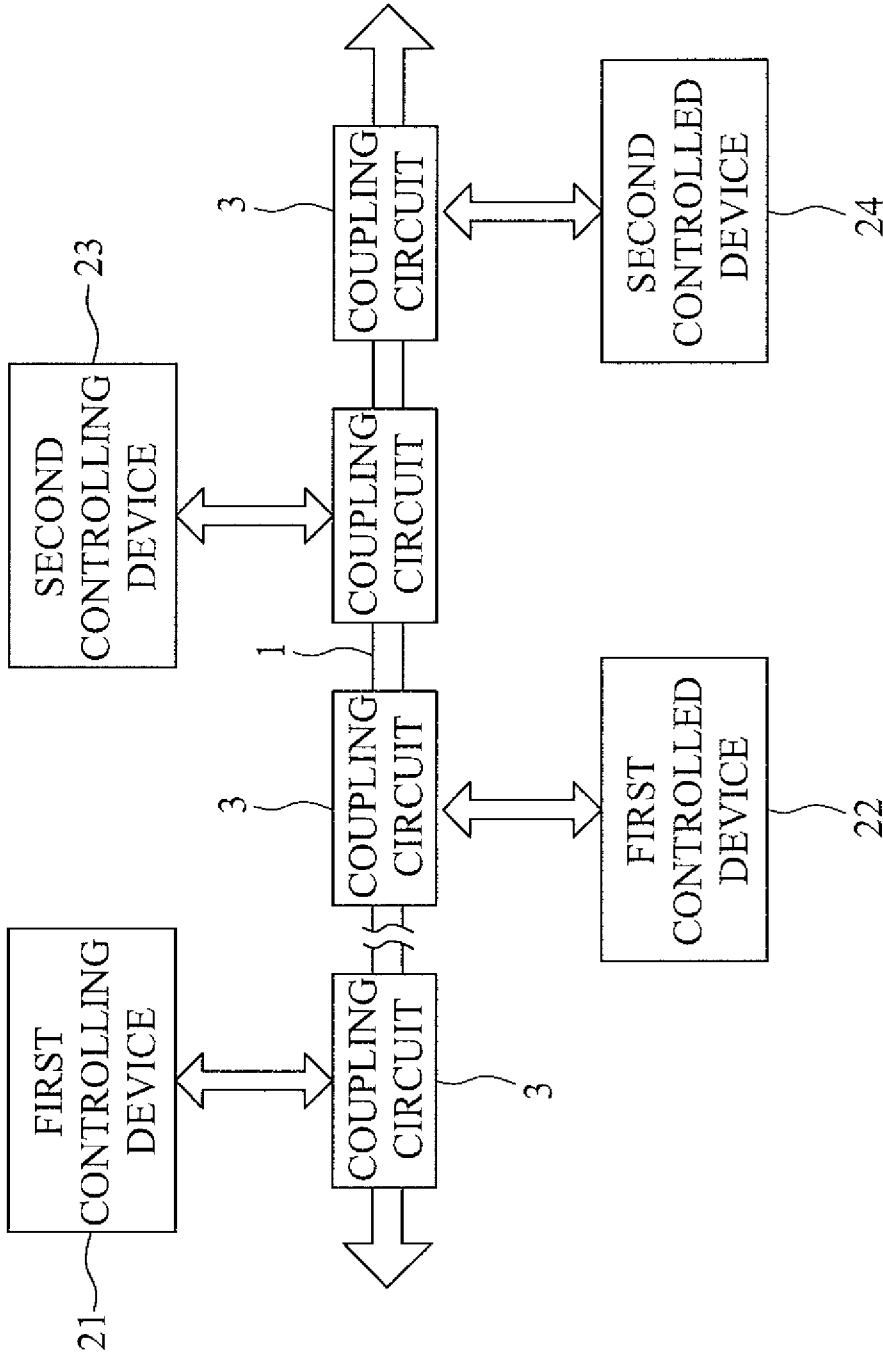 FIRST
CONTROLLING
DEVICE
21
SECOND
CONTROLLING
DEVICE
23
3
1
3
COUPLING
CIRCUIT
COUPLING
CIRCUIT
COUPLING
CIRCUIT
COUPLING
CIRCUIT
3
FIRST
CONTROLLED
DEVICE
22
SECOND
CONTROLLED
DEVICE
24